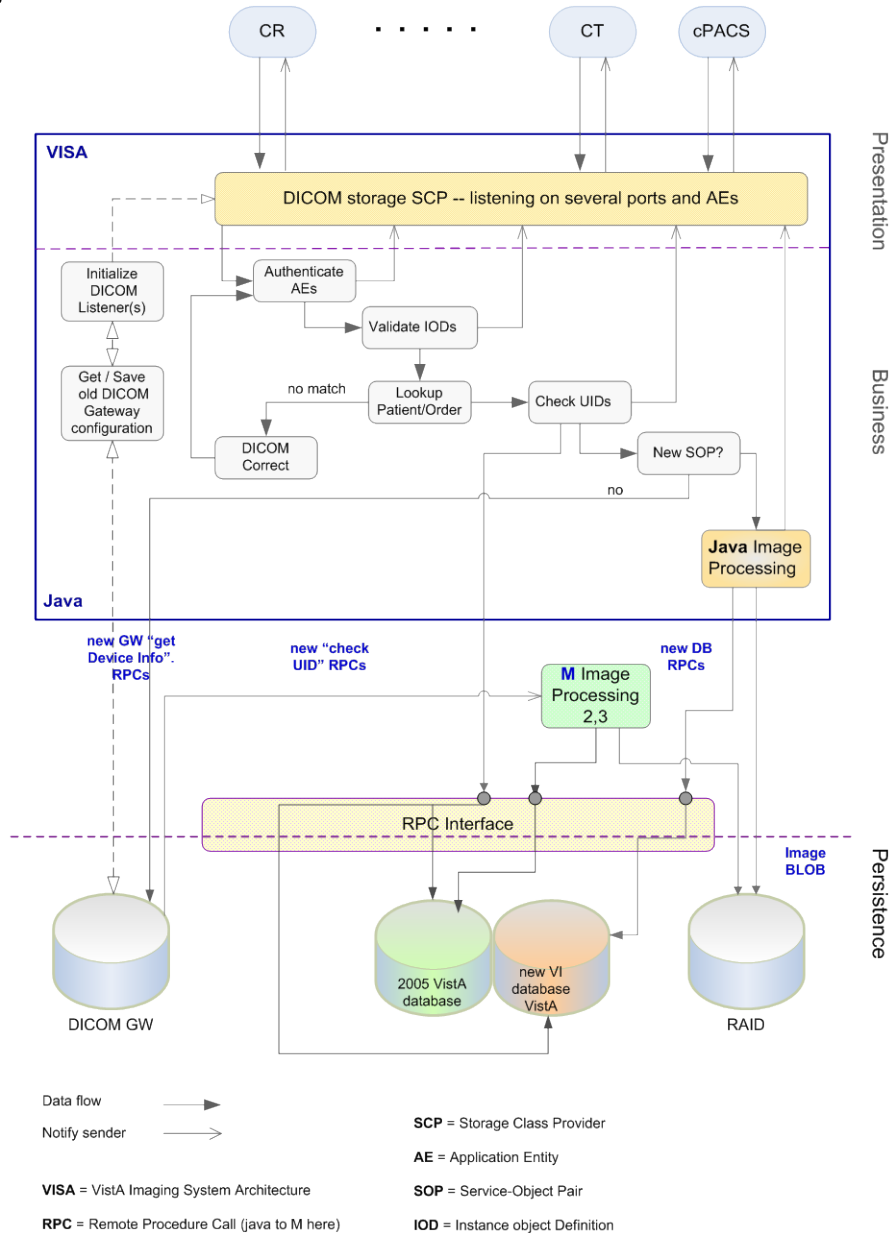 CR
CT
cPACS
VISA
Presentation
DICOM storage SCP -- listening on several ports and AEs
Initialize
DICOM
Listener(s)
Authenticate
AEs
Validate IODs
Get / Save
old DICOM
Gateway
configuration
no match
Lookup
Patient/Order
Check UIDs
Business
DICOM
Correct
New SOP?
no
Java Image
Processing
Java
new GW “get
Device Info”.
RPCs
new “check
UID” RPCs
new DB
RPCs
M Image
Processing
2,3
RPC Interface
Image
BLOB
Persistence
2005 VistA
database
new VI
database
VistA
DICOM GW
RAID
Data flow
Notify sender
VISA = VistA Imaging System Architecture
RPC = Remote Procedure Call (java to M here)
SCP = Storage Class Provider
AE = Application Entity
SOP = Service-Object Pair
IOD = Instance object Definition